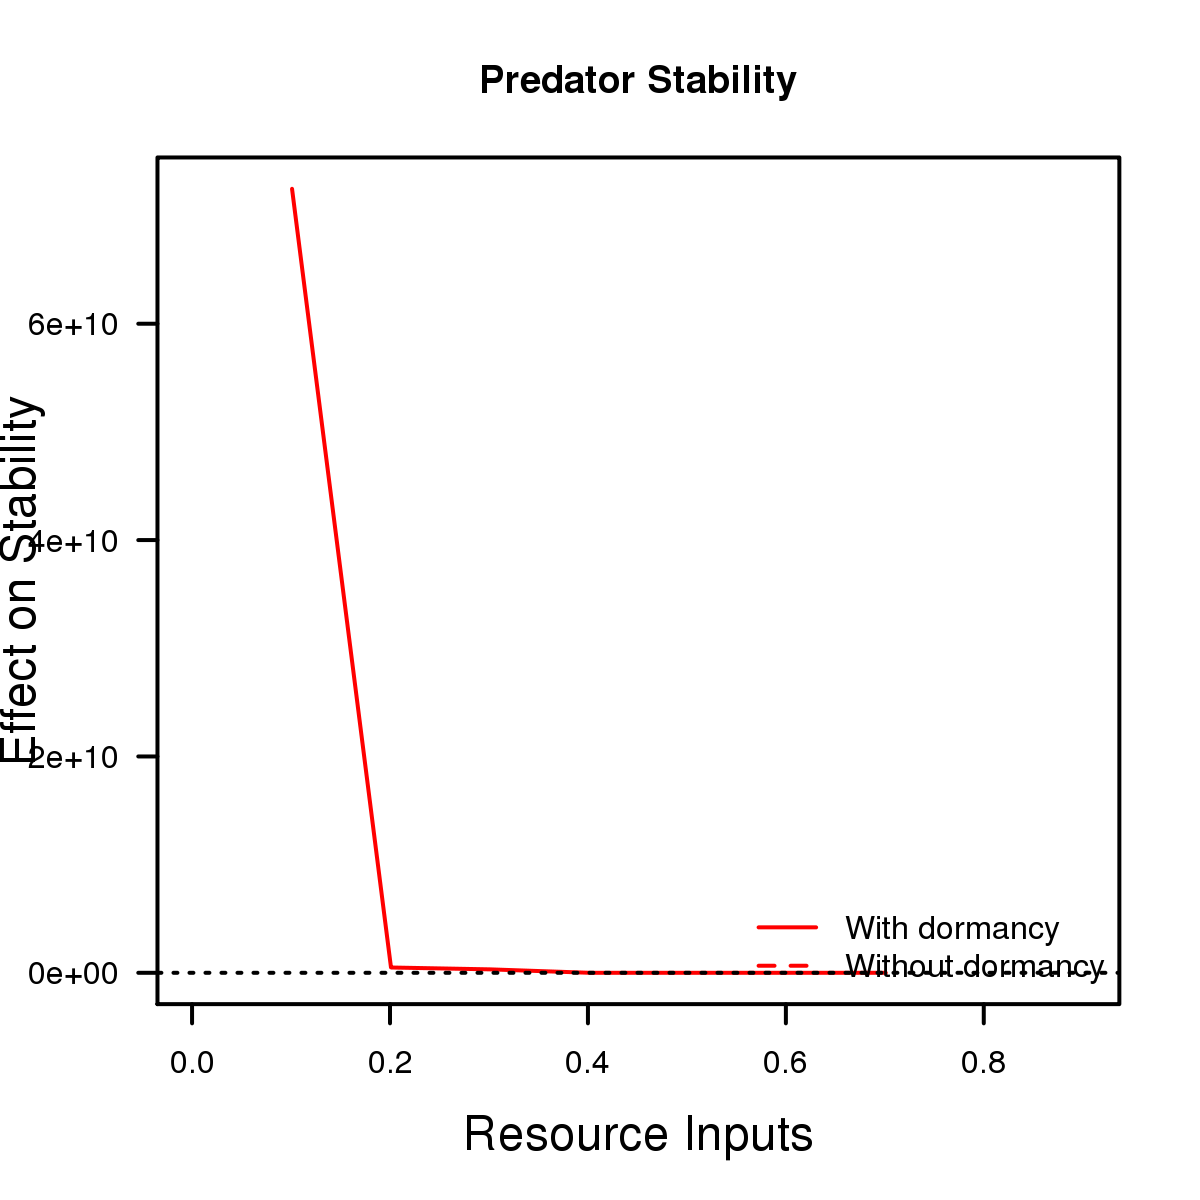 Predator Stability
Effect on Stability
6e+10
4e+10
2e+10
0e+00
With dormancy
Without dormancy
0.0 0.2 0.4 0.6 0.8
Resource Inputs